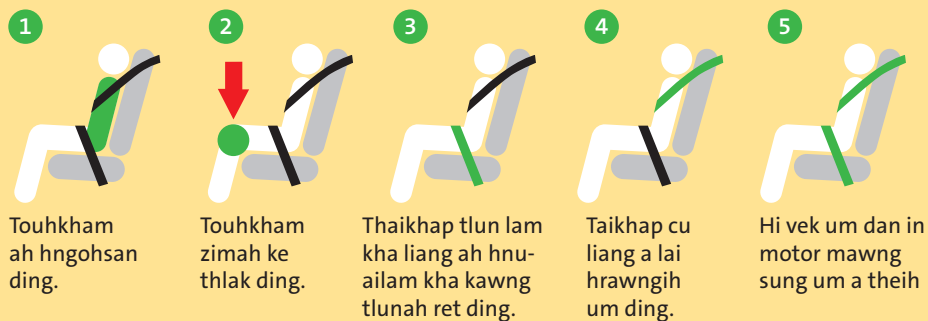 1
Touhkham
ah hngohsan
ding.
2
Touhkham
zimah ke
thlak ding.
3
Thaikhap tlun lam
kha liang ah hnu-
ailam kha kawng
tlunah ret ding.
4
Taikhap cu
liang a lai
hrawngih
um ding.
5
Hi vek um dan in
motor mawng
sung um a theih